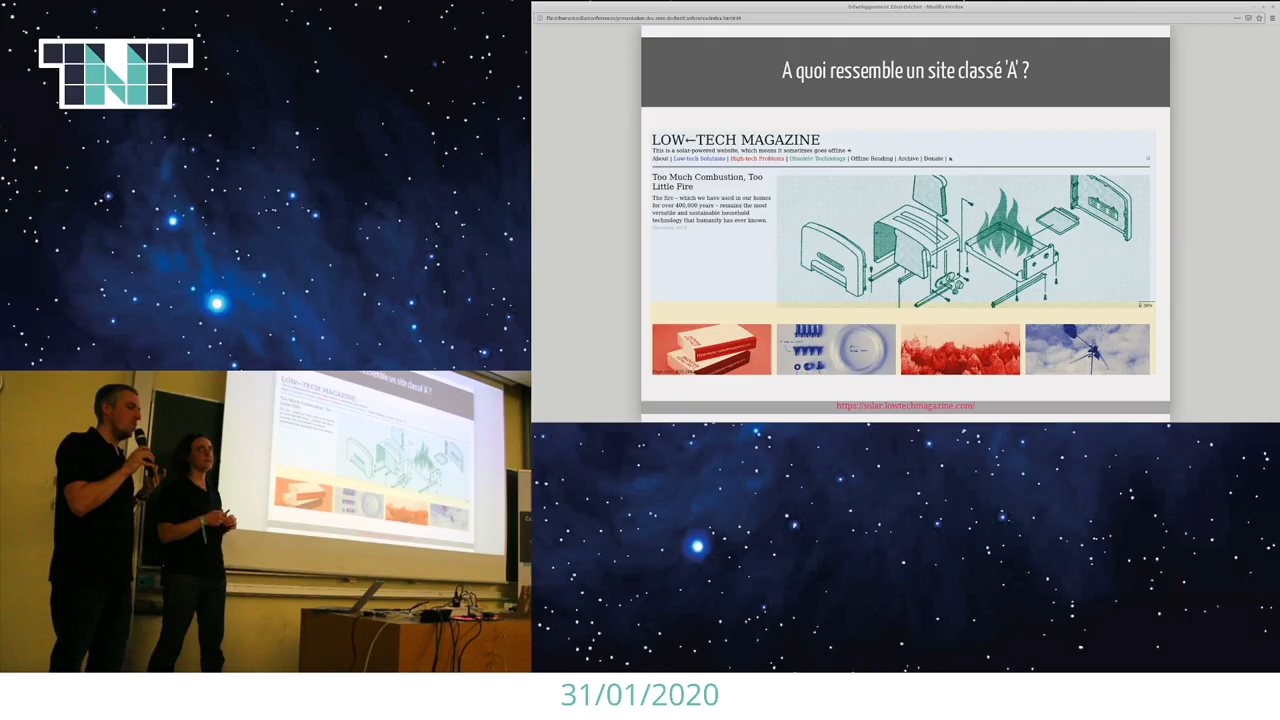 TNT
Développement Zéro-Déchet - Mozilla Firefox
A quoi ressemble un site classé 'A' ?
LOW←TECH MAGAZINE
This is a solar-powered website, which means it sometimes goes offline
About | Low-tech Solutions | High-tech Problems | Obsolete Technology | Offline Reading | Archive | Donate |
Too Much Combustion, Too
Little Fire
The fire – which we have used in our homes
for over 400,000 years – remains the most
versatile and sustainable household
technology that humanity has ever known.
https://solar.lowtechmagazine.com/
LOW←TECH MAGAZINE
31/01/2020